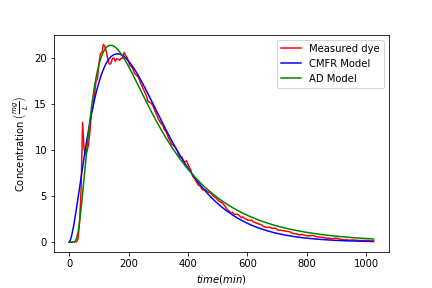 Measured dye
CMFR Model
AD Model
Concentration (mg/L)
20
15
10
5
0
0 200 400 600 800 1000
time(min)